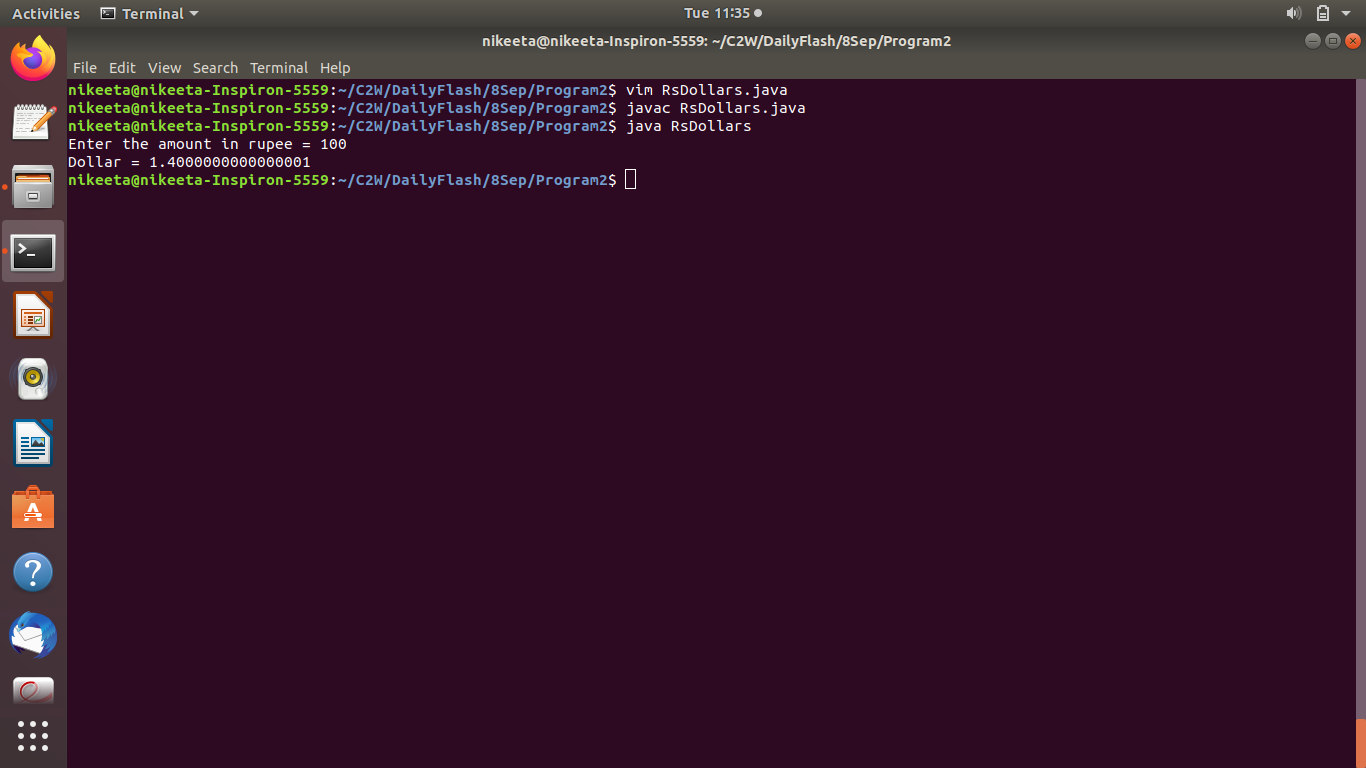 Activities
Terminal
Tue 11:35
nikeeta@nikeeta-Inspiron-5559: ~/C2W/DailyFlash/8Sep/Program2
File Edit View Search Terminal Help
nikeeta@nikeeta-Inspiron-5559:~/C2W/DailyFlash/8Sep/Program2$ vim RsDollars.java
nikeeta@nikeeta-Inspiron-5559:~/C2W/DailyFlash/8Sep/Program2$ javac RsDollars.java
nikeeta@nikeeta-Inspiron-5559:~/C2W/DailyFlash/8Sep/Program2$ java RsDollars
Enter the amount in rupee = 100
Dollar = 1.4000000000000001
nikeeta@nikeeta-Inspiron-5559:~/C2W/DailyFlash/8Sep/Program2$